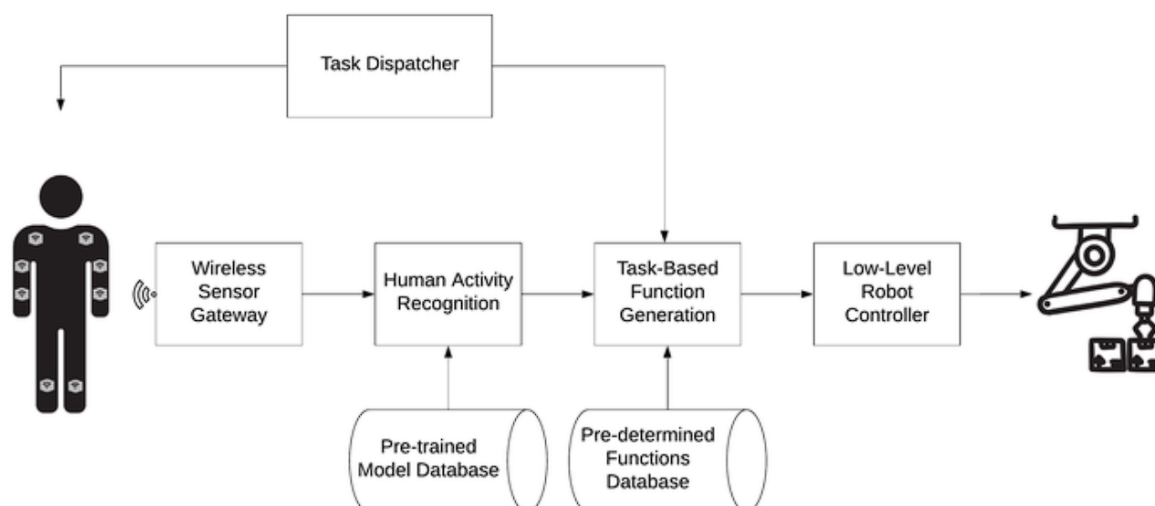 Task Dispatcher
Wireless
Sensor
Gateway
Human Activity
Recognition
Task-Based
Function
Generation
Low-Level
Robot
Controller
Pre-trained
Model Database
Pre-determined
Functions
Database